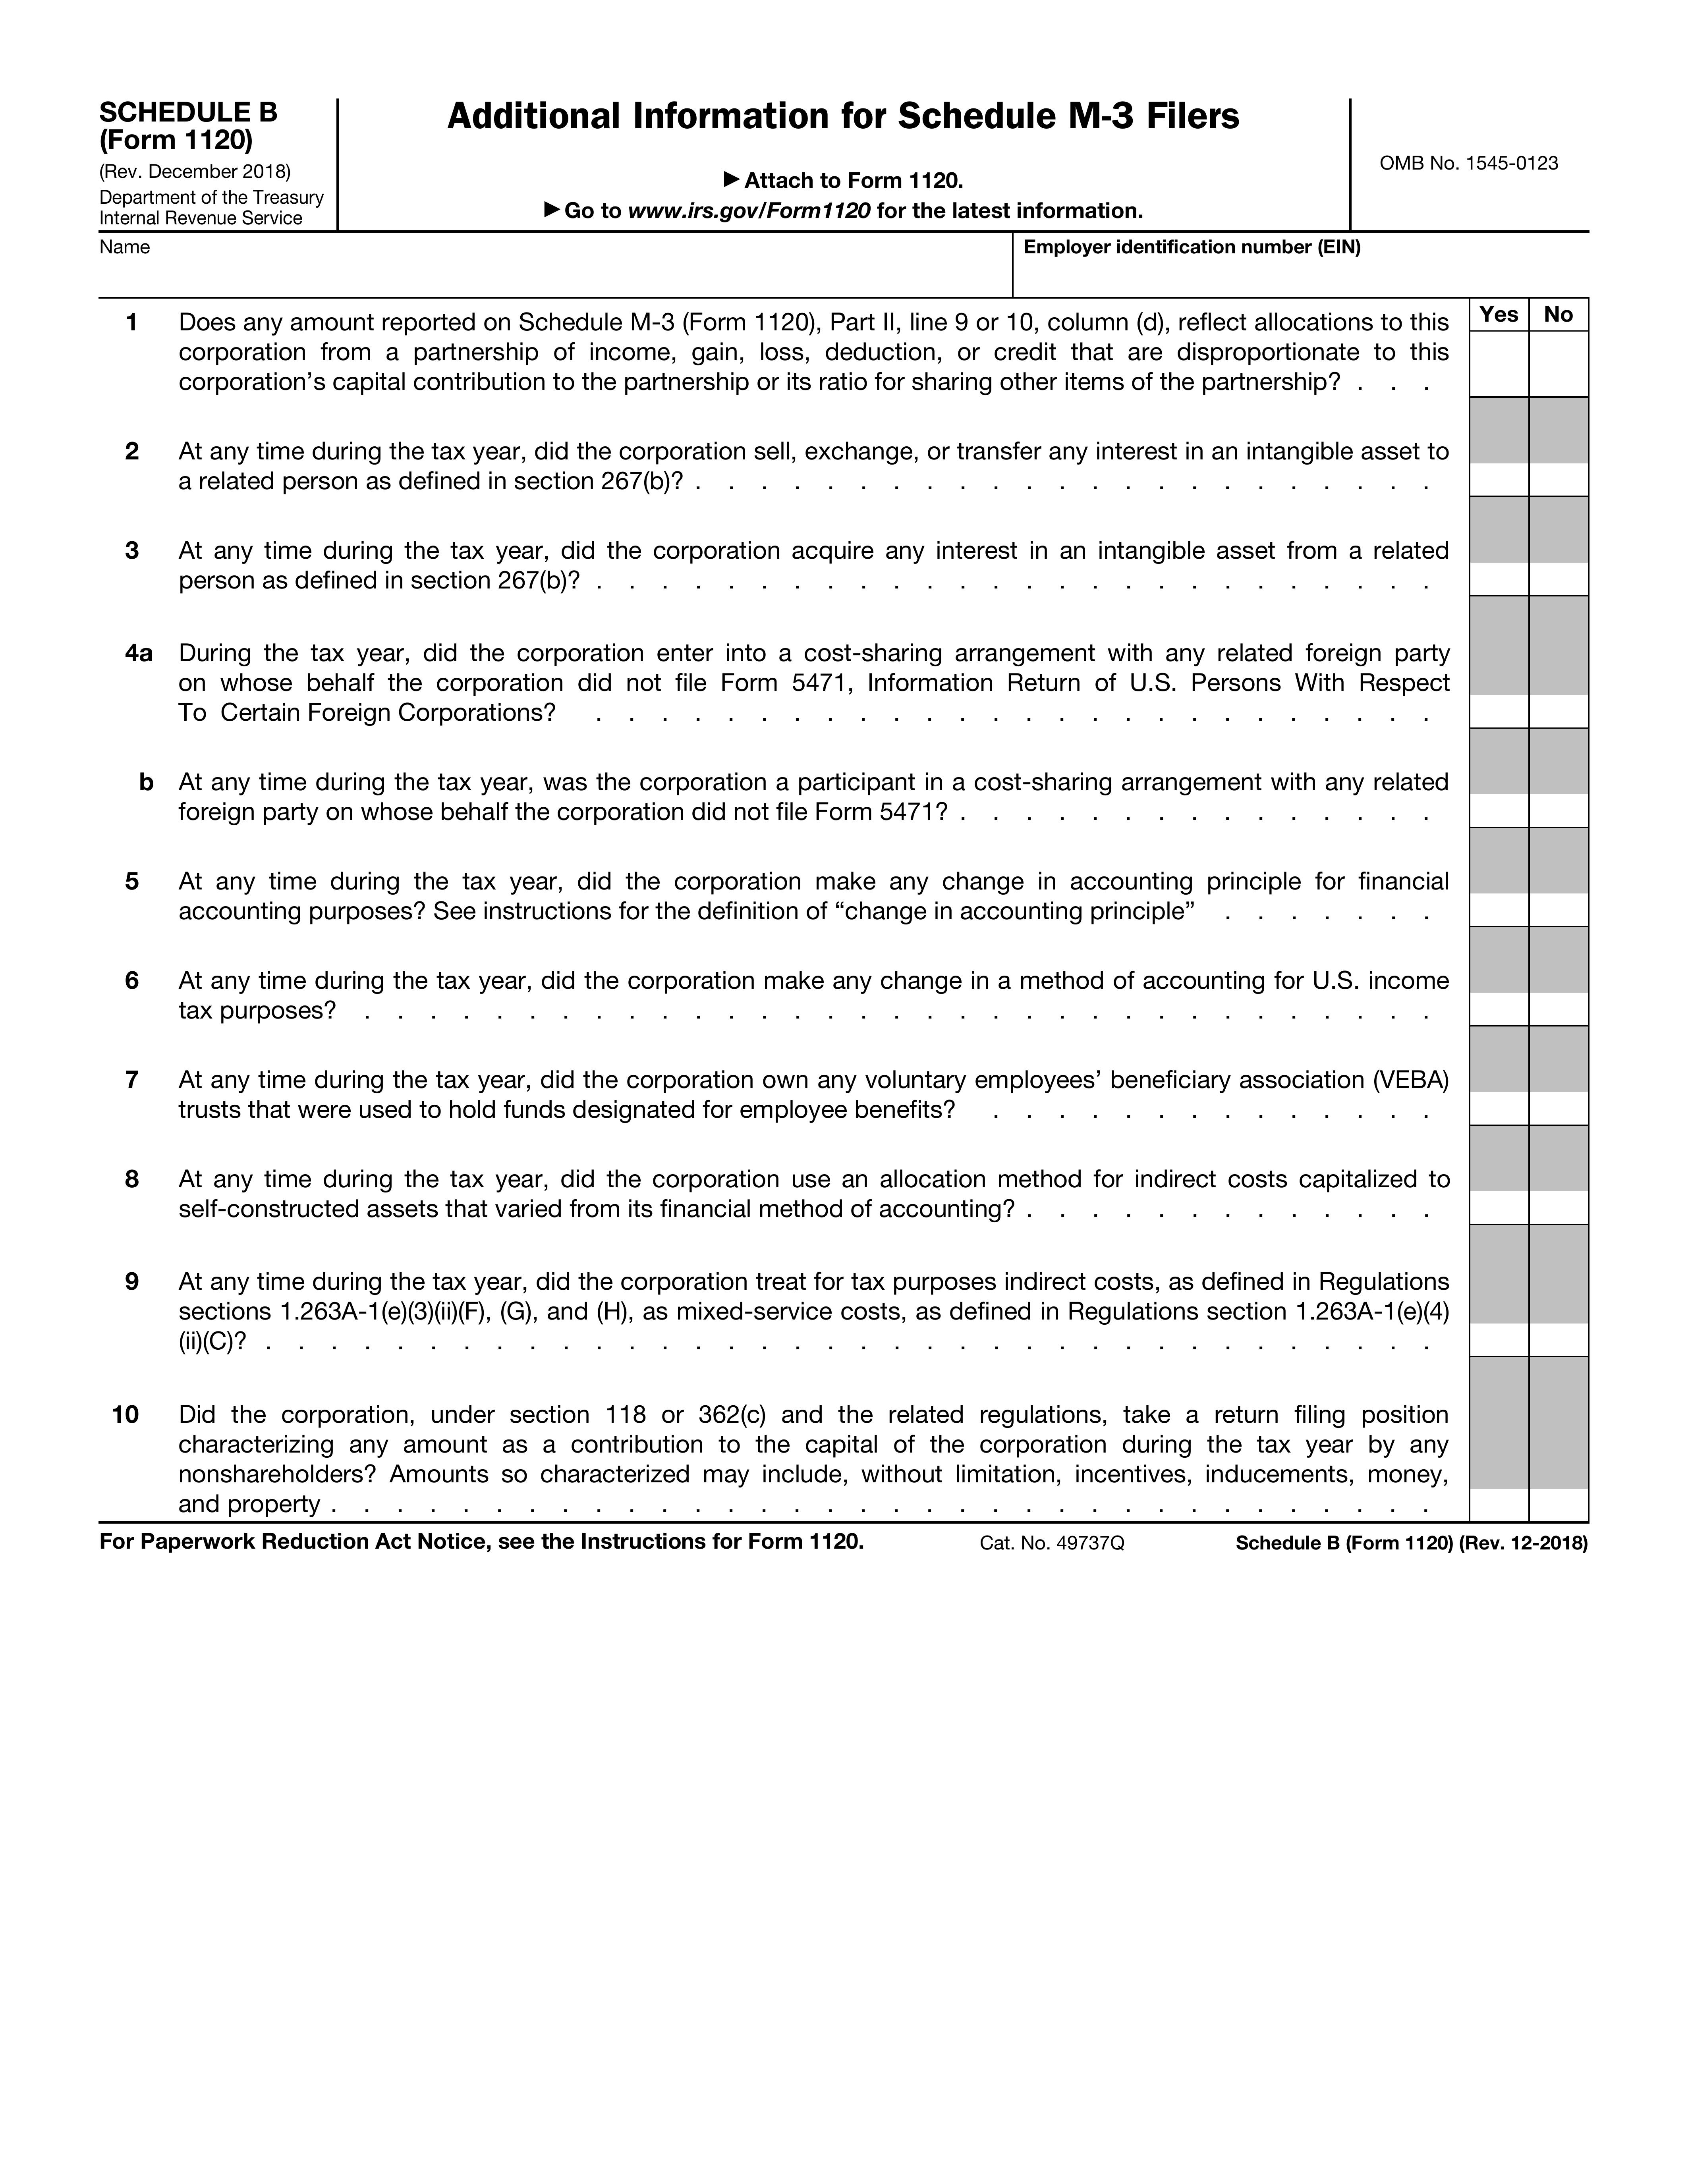 SCHEDULE B
(Form 1120)
(Rev. December 2018)
Department of the Treasury
Internal Revenue Service
Additional Information for Schedule M-3 Filers
▶ Attach to Form 1120.
▶ Go to www.irs.gov/Form1120 for the latest information.
OMB No. 1545-0123
Name
Employer identification number (EIN)
Yes No
1 Does any amount reported on Schedule M-3 (Form 1120), Part II, line 9 or 10, column (d), reflect allocations to this
corporation from a partnership of income, gain, loss, deduction, or credit that are disproportionate to this
corporation’s capital contribution to the partnership or its ratio for sharing other items of the partnership? . . .
2 At any time during the tax year, did the corporation sell, exchange, or transfer any interest in an intangible asset to
a related person as defined in section 267(b)? . . . . . . . . . . . . . . . . . . . . . . .
3 At any time during the tax year, did the corporation acquire any interest in an intangible asset from a related
person as defined in section 267(b)? . . . . . . . . . . . . . . . . . . . . . . . . . .
4a During the tax year, did the corporation enter into a cost-sharing arrangement with any related foreign party
on whose behalf the corporation did not file Form 5471, Information Return of U.S. Persons With Respect
To Certain Foreign Corporations? . . . . . . . . . . . . . . . . . . . . . . . . . .
b At any time during the tax year, was the corporation a participant in a cost-sharing arrangement with any related
foreign party on whose behalf the corporation did not file Form 5471? . . . . . . . . . . . . . . .
5 At any time during the tax year, did the corporation make any change in accounting principle for financial
accounting purposes? See instructions for the definition of “change in accounting principle” . . . . . . .
6 At any time during the tax year, did the corporation make any change in a method of accounting for U.S. income
tax purposes? . . . . . . . . . . . . . . . . . . . . . . . . . . . . . . . . .
7 At any time during the tax year, did the corporation own any voluntary employees’ beneficiary association (VEBA)
trusts that were used to hold funds designated for employee benefits? . . . . . . . . . . . . . .
8 At any time during the tax year, did the corporation use an allocation method for indirect costs capitalized to
self-constructed assets that varied from its financial method of accounting? . . . . . . . . . . . . .
9 At any time during the tax year, did the corporation treat for tax purposes indirect costs, as defined in Regulations
sections 1.263A-1(e)(3)(ii)(F), (G), and (H), as mixed-service costs, as defined in Regulations section 1.263A-1(e)(4)
(ii)(C)? . . . . . . . . . . . . . . . . . . . . . . . . . . . . . . . . . . . .
10 Did the corporation, under section 118 or 362(c) and the related regulations, take a return filing position
characterizing any amount as a contribution to the capital of the corporation during the tax year by any
nonshareholders? Amounts so characterized may include, without limitation, incentives, inducements, money,
and property . . . . . . . . . . . . . . . . . . . . . . . . . . . . . . . . . .
For Paperwork Reduction Act Notice, see the Instructions for Form 1120.
Cat. No. 49737Q
Schedule B (Form 1120) (Rev. 12-2018)